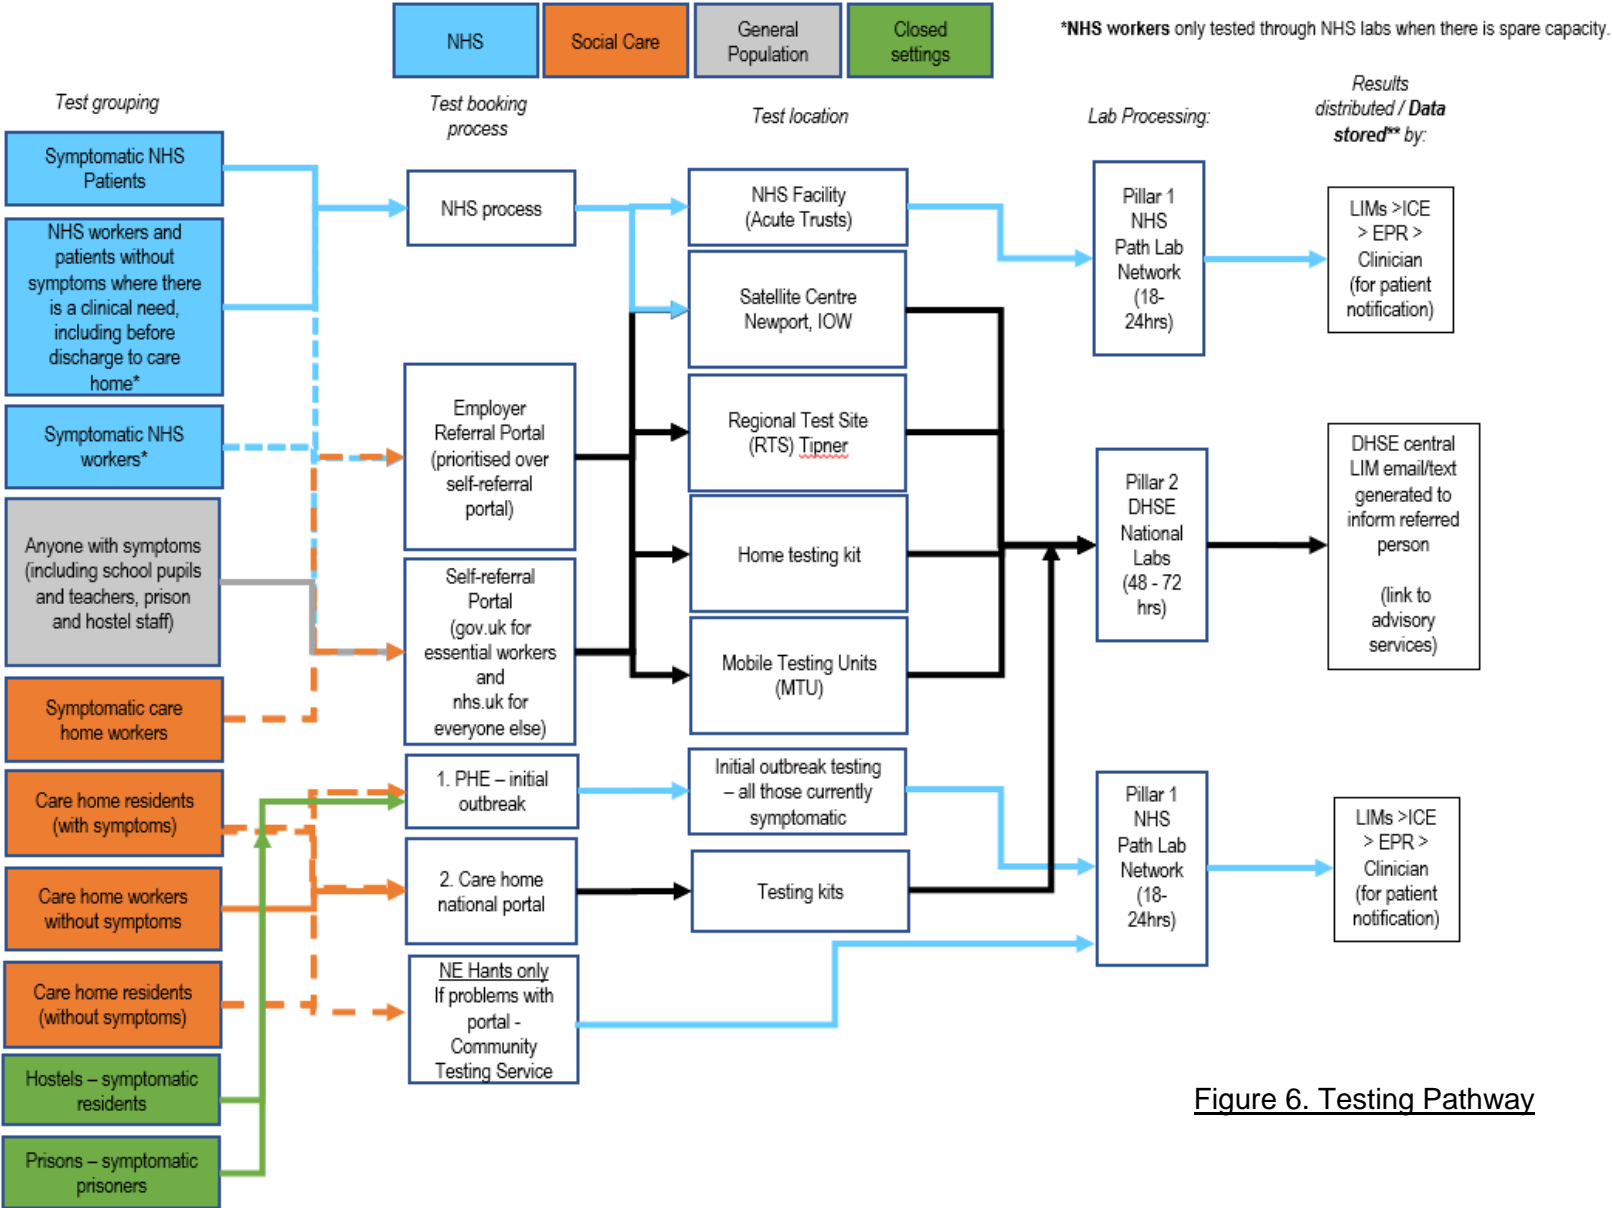 NHS
Social Care
General
Population
Closed
settings
*NHS workers only tested through NHS labs when there is spare capacity.
Test grouping
Test booking
process
Test location
Lab Processing:
Results
distributed / Data
stored** by:
Symptomatic NHS
Patients
NHS workers and
patients without
symptoms where there
is a clinical need,
including before
discharge to care
home*
Symptomatic NHS
workers*
Anyone with symptoms
(including school pupils
and teachers, prison
and hostel staff)
Symptomatic care
home workers
Care home residents
(with symptoms)
Care home workers
without symptoms
Care home residents
(without symptoms)
Hostels – symptomatic
residents
Prisons – symptomatic
prisoners
NHS process
Employer
Referral Portal
(prioritised over
self-referral
portal)
Self-referral
Portal
(gov.uk for
essential workers
and
nhs.uk for
everyone else)
1. PHE – initial
outbreak
2. Care home
national portal
NE Hants only
If problems with
portal -
Community
Testing Service
NHS Facility
(Acute Trusts)
Satellite Centre
Newport, IOW
Regional Test Site
(RTS) Tipner
Home testing kit
Mobile Testing Units
(MTU)
Initial outbreak testing
– all those currently
symptomatic
Testing kits
Pillar 1
NHS
Path Lab
Network
(18-
24hrs)
Pillar 2
DHSE
National
Labs
(48 - 72
hrs)
Pillar 1
NHS
Path Lab
Network
(18-
24hrs)
LIMs >ICE
> EPR >
Clinician
(for patient
notification)
DHSE central
LIM email/text
generated to
inform referred
person
(link to
advisory
services)
LIMs >ICE
> EPR >
Clinician
(for patient
notification)
Figure 6. Testing Pathway